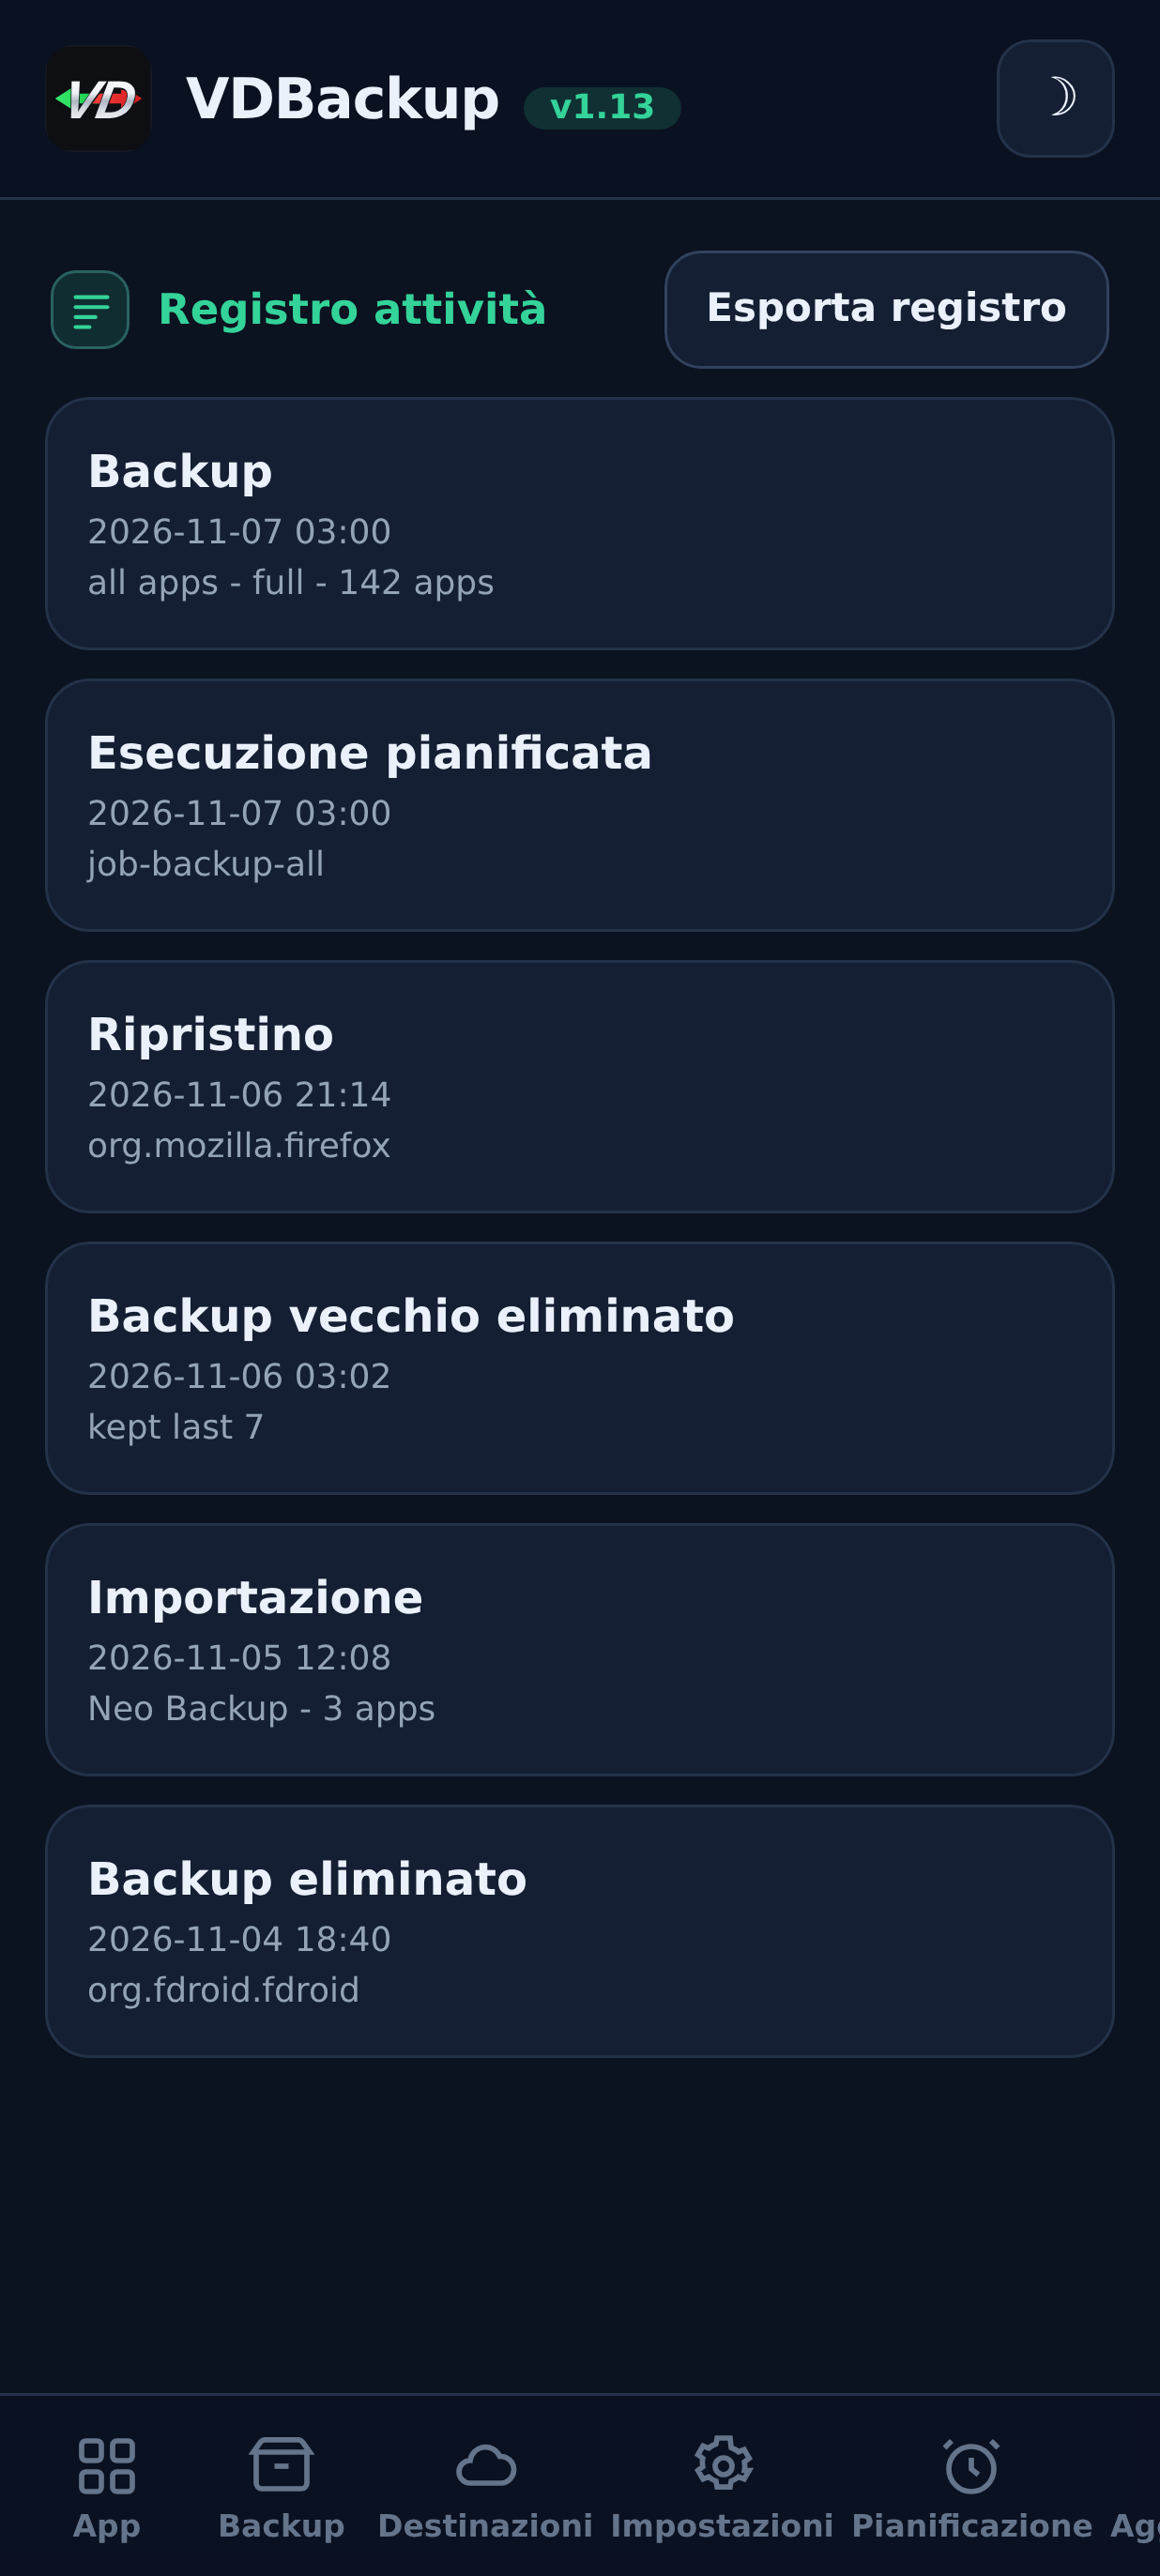 VD
VDBackup v1.13
Registro attività
Esporta registro
Backup
2026-11-07 03:00
all apps - full - 142 apps
Esecuzione pianificata
2026-11-07 03:00
job-backup-all
Ripristino
2026-11-06 21:14
org.mozilla.firefox
Backup vecchio eliminato
2026-11-06 03:02
kept last 7
Importazione
2026-11-05 12:08
Neo Backup - 3 apps
Backup eliminato
2026-11-04 18:40
org.fdroid.fdroid
App
Backup
Destinazioni
Impostazioni
Pianificazione